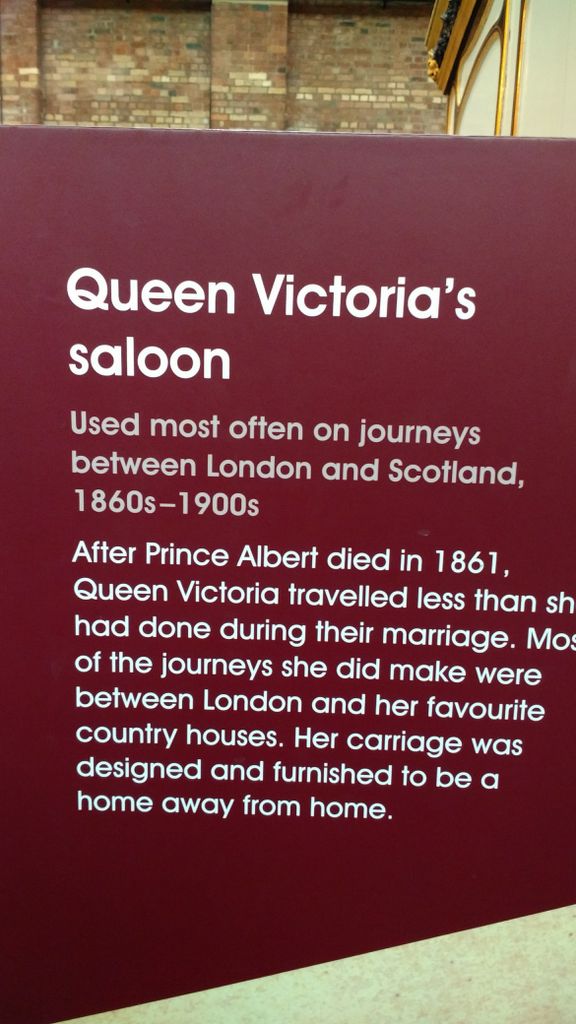 Queen Victoria's
saloon
Used most often on journeys
between London and Scotland,
1860s–1900s
After Prince Albert died in 1861,
Queen Victoria travelled less than sh
had done during their marriage. Mos
of the journeys she did make were
between London and her favourite
country houses. Her carriage was
designed and furnished to be a
home away from home.